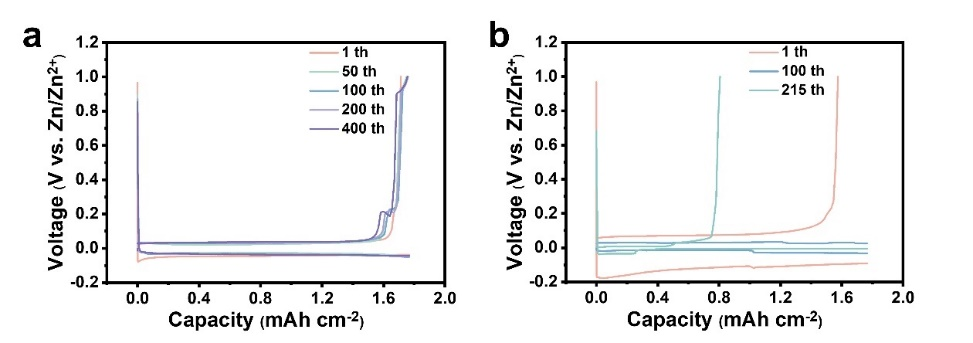 a
1.2
1.0
0.8
0.6
0.4
0.2
0.0
-0.2
Voltage (V vs. Zn/Zn²⁺)
1 th
50 th
100 th
200 th
400 th
0.0 0.4 0.8 1.2 1.6 2.0
Capacity (mAh cm⁻²)
b
1.2
1.0
0.8
0.6
0.4
0.2
0.0
-0.2
Voltage (V vs. Zn/Zn²⁺)
1 th
100 th
215 th
0.0 0.4 0.8 1.2 1.6 2.0
Capacity (mAh cm⁻²)